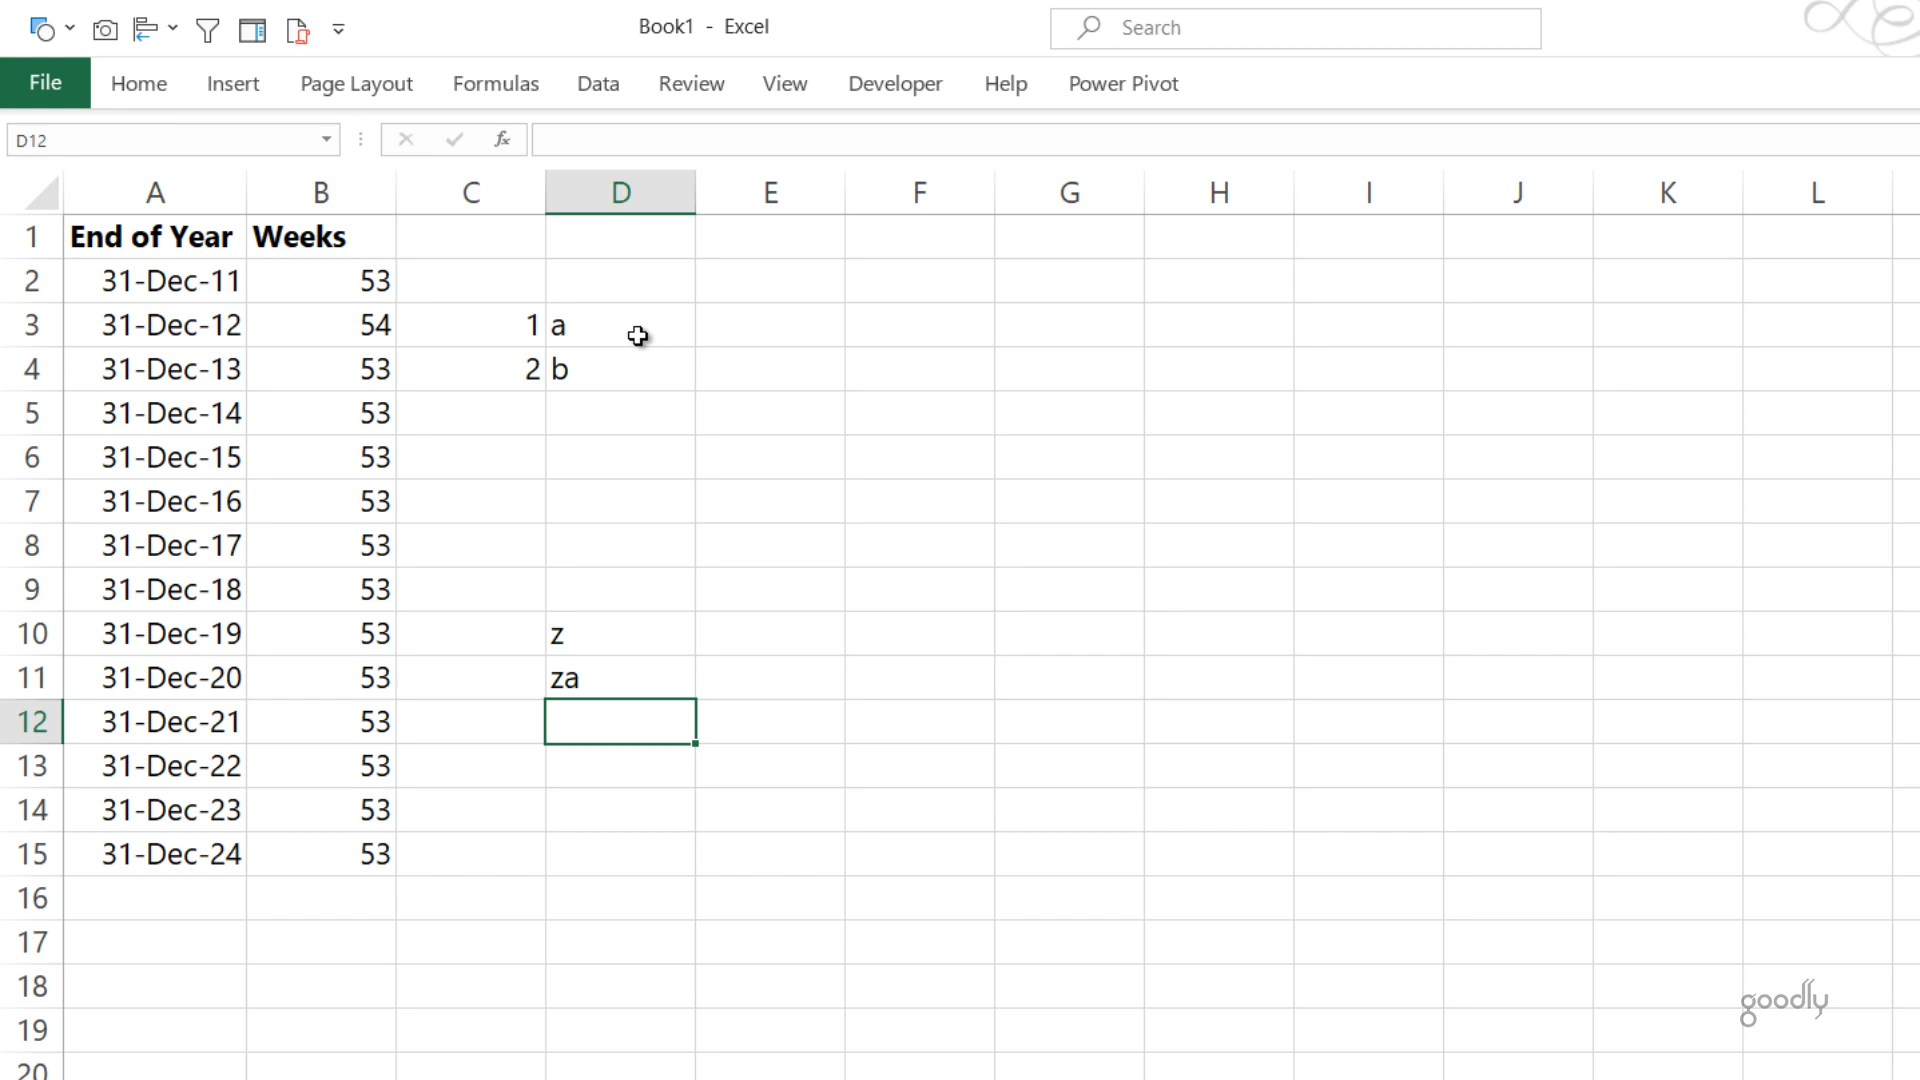 Book1 - Excel
Search
File Home Insert Page Layout Formulas Data Review View Developer Help Power Pivot
D12 fx
A B C D E F G H I J K L
1 End of Year Weeks
2 31-Dec-11 53
3 31-Dec-12 54 1 a
4 31-Dec-13 53 2 b
5 31-Dec-14 53
6 31-Dec-15 53
7 31-Dec-16 53
8 31-Dec-17 53
9 31-Dec-18 53
10 31-Dec-19 53 z
11 31-Dec-20 53 za
12 31-Dec-21 53
13 31-Dec-22 53
14 31-Dec-23 53
15 31-Dec-24 53
16
17
18
goodly
19
20